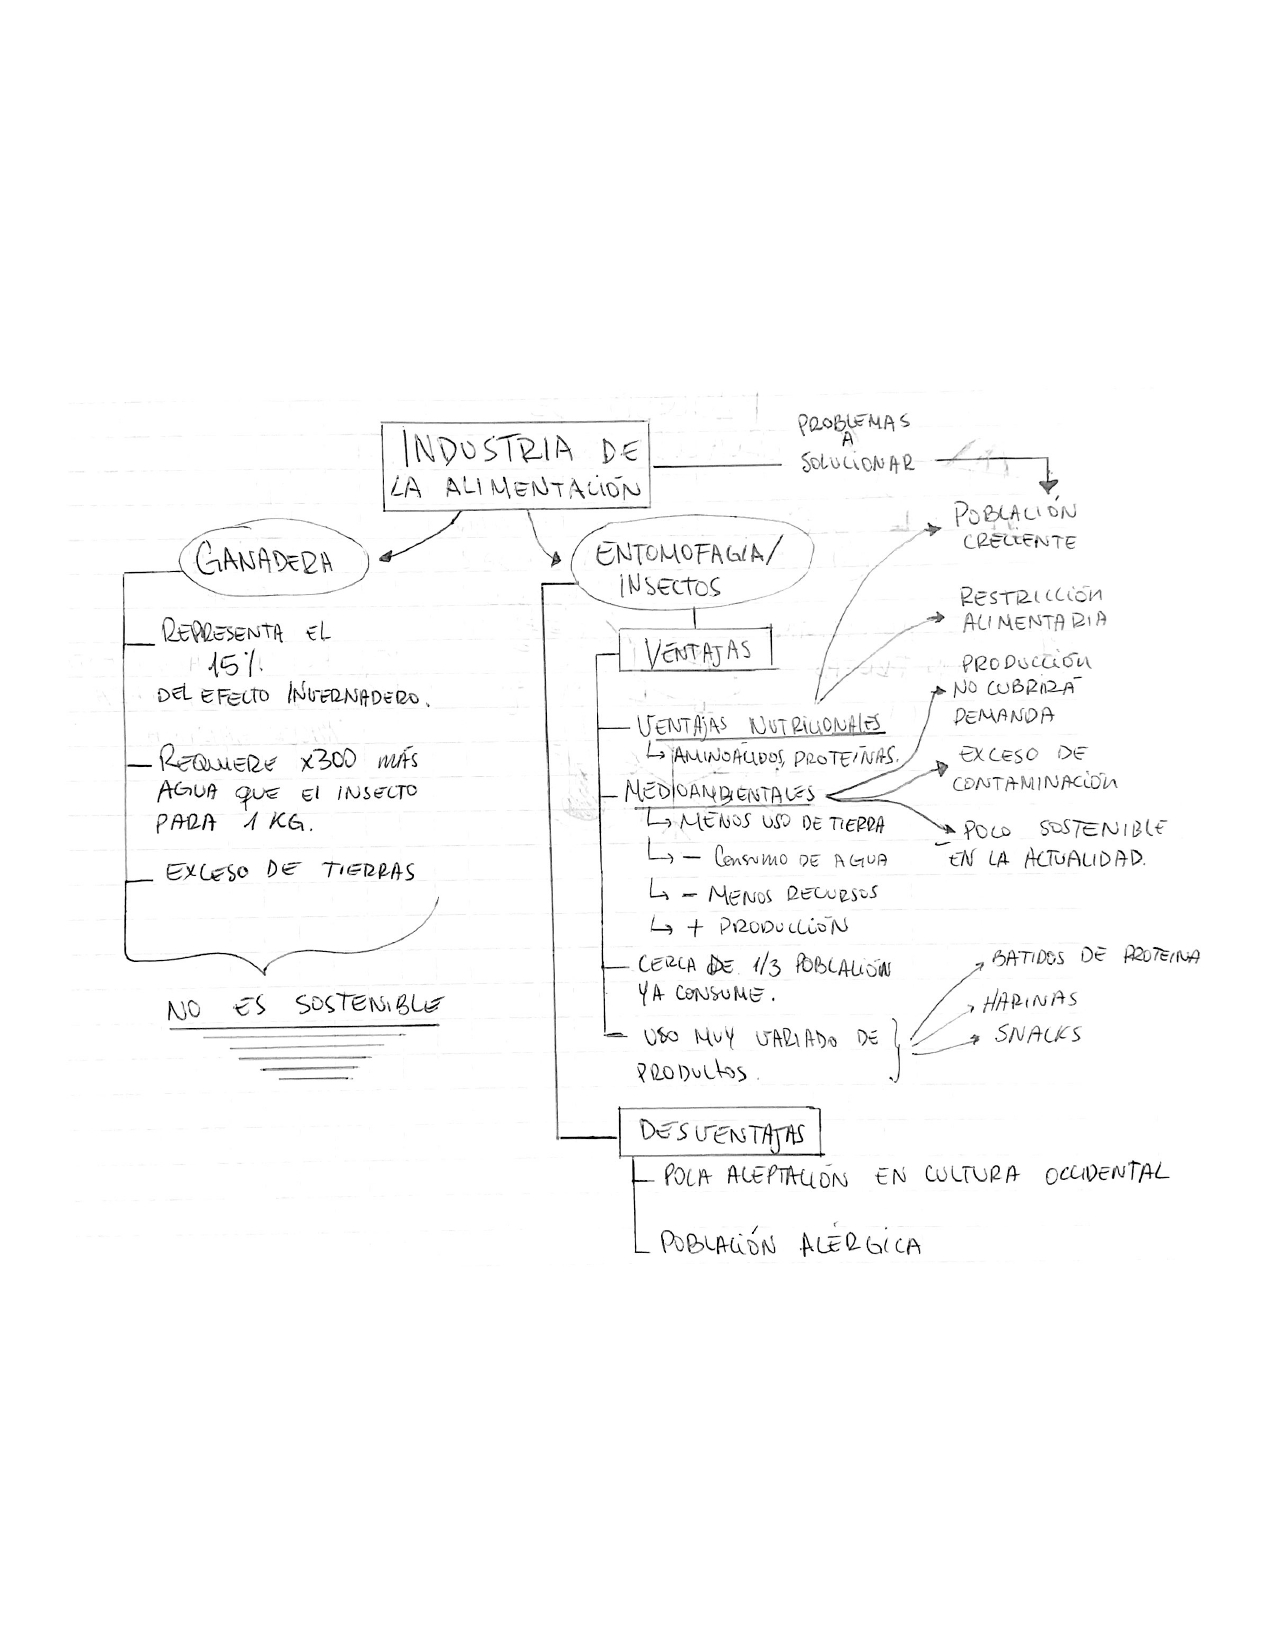 INDUSTRIA DE
LA ALIMENTACIÓN
PROBLEMAS
A
SOLUCIONAR
GANADERA
REPRESENTA EL
15%
DEL EFECTO INVERNADERO.
REQUIERE x300 MÁS
AGUA QUE EL INSECTO
PARA 1 KG.
EXCESO DE TIERRAS
NO ES SOSTENIBLE
ENTOMOFAGIA/
INSECTOS
VENTAJAS
VENTAJAS NUTRICIONALES
↳ AMINOÁCIDOS, PROTEINAS.
MEDIOAMBIENTALES
↳ MENOS USO DE TIERRA
↳ - CONSUMO DE AGUA
↳ - MENOS RECURSOS
↳ + PRODUCCIÓN
CERCA DE 1/3 POBLACIÓN
YA CONSUME.
USO MUY VARIADO DE
PRODUCTOS.
POBLACIÓN
CRECIENTE
RESTRICCIÓN
ALIMENTARIA
PRODUCCIÓN
NO CUBRIRÁ
DEMANDA
EXCESO DE
CONTAMINACIÓN
POCO SOSTENIBLE
EN LA ACTUALIDAD.
BATIDOS DE PROTEINA
HARINAS
SNACKS
DESVENTAJAS
POCA ACEPTACIÓN EN CULTURA OCCIDENTAL
POBLACIÓN ALÉRGICA